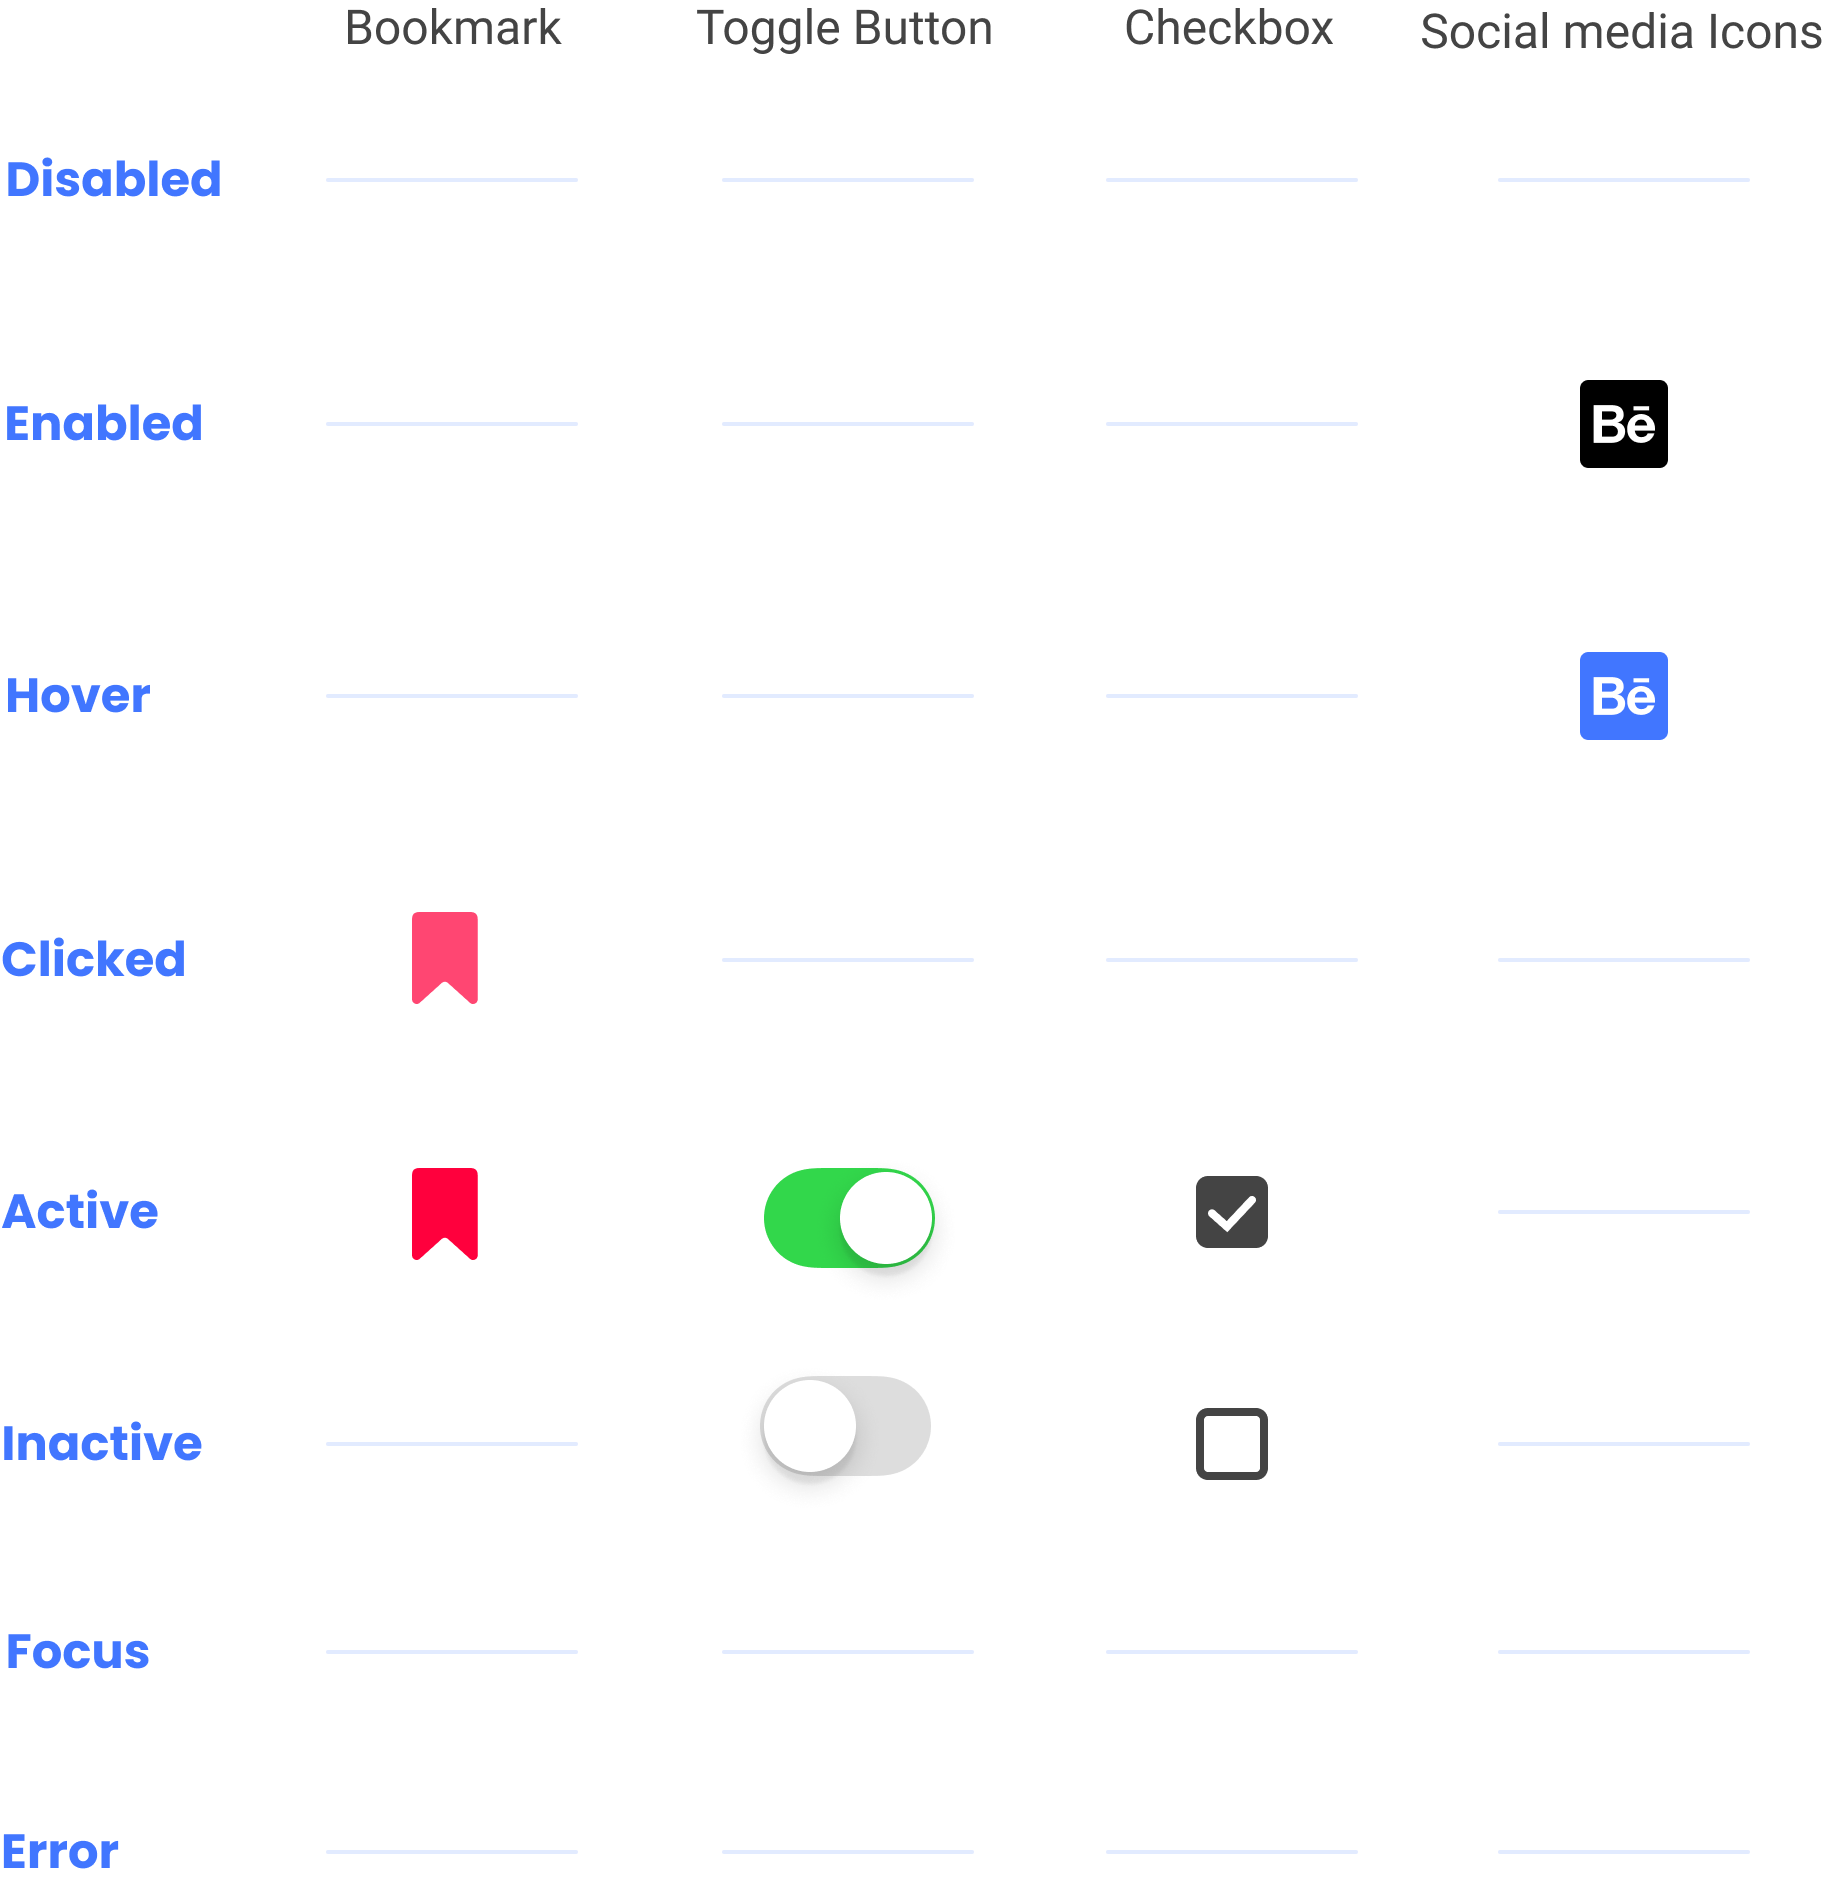 Bookmark Toggle Button Checkbox Social media Icons
Disabled
Enabled Bē
Hover Bē
Clicked
Active
Inactive
Focus
Error